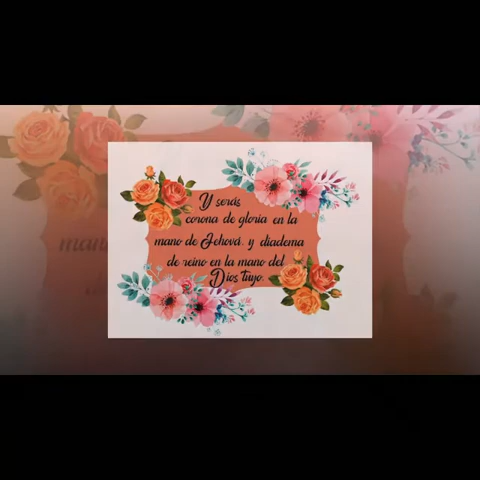 Y serás
corona de gloria en la
mano de Jehová, y diadema
de reino en la mano del
Dios tuyo.